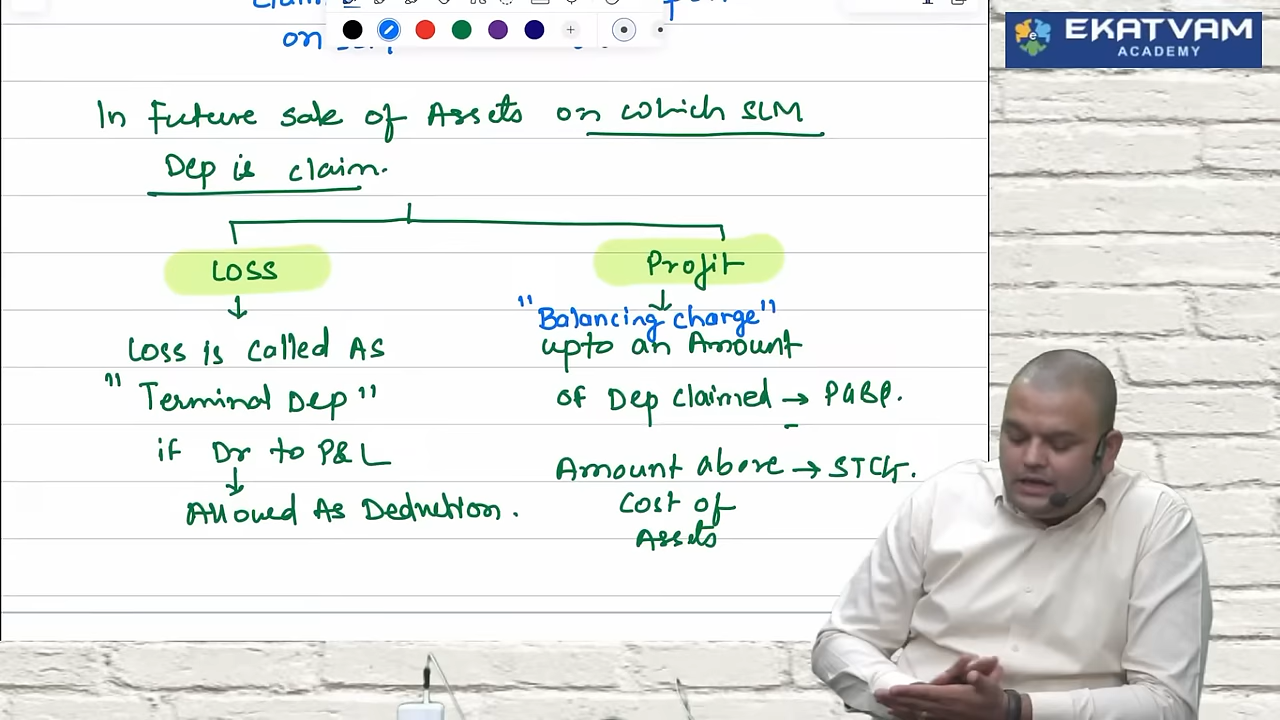 EKATVAM
ACADEMY
on
In Future sale of Assets on which SLM
Dep is claim.
Loss
Profit
"Balancing charge"
Loss is called As
upto an Amount
"Terminal Dep"
of Dep claimed → PGBP.
if Dr to P&L
Amount above → STCG.
Cost of
Allowed As Deduction.
Assets